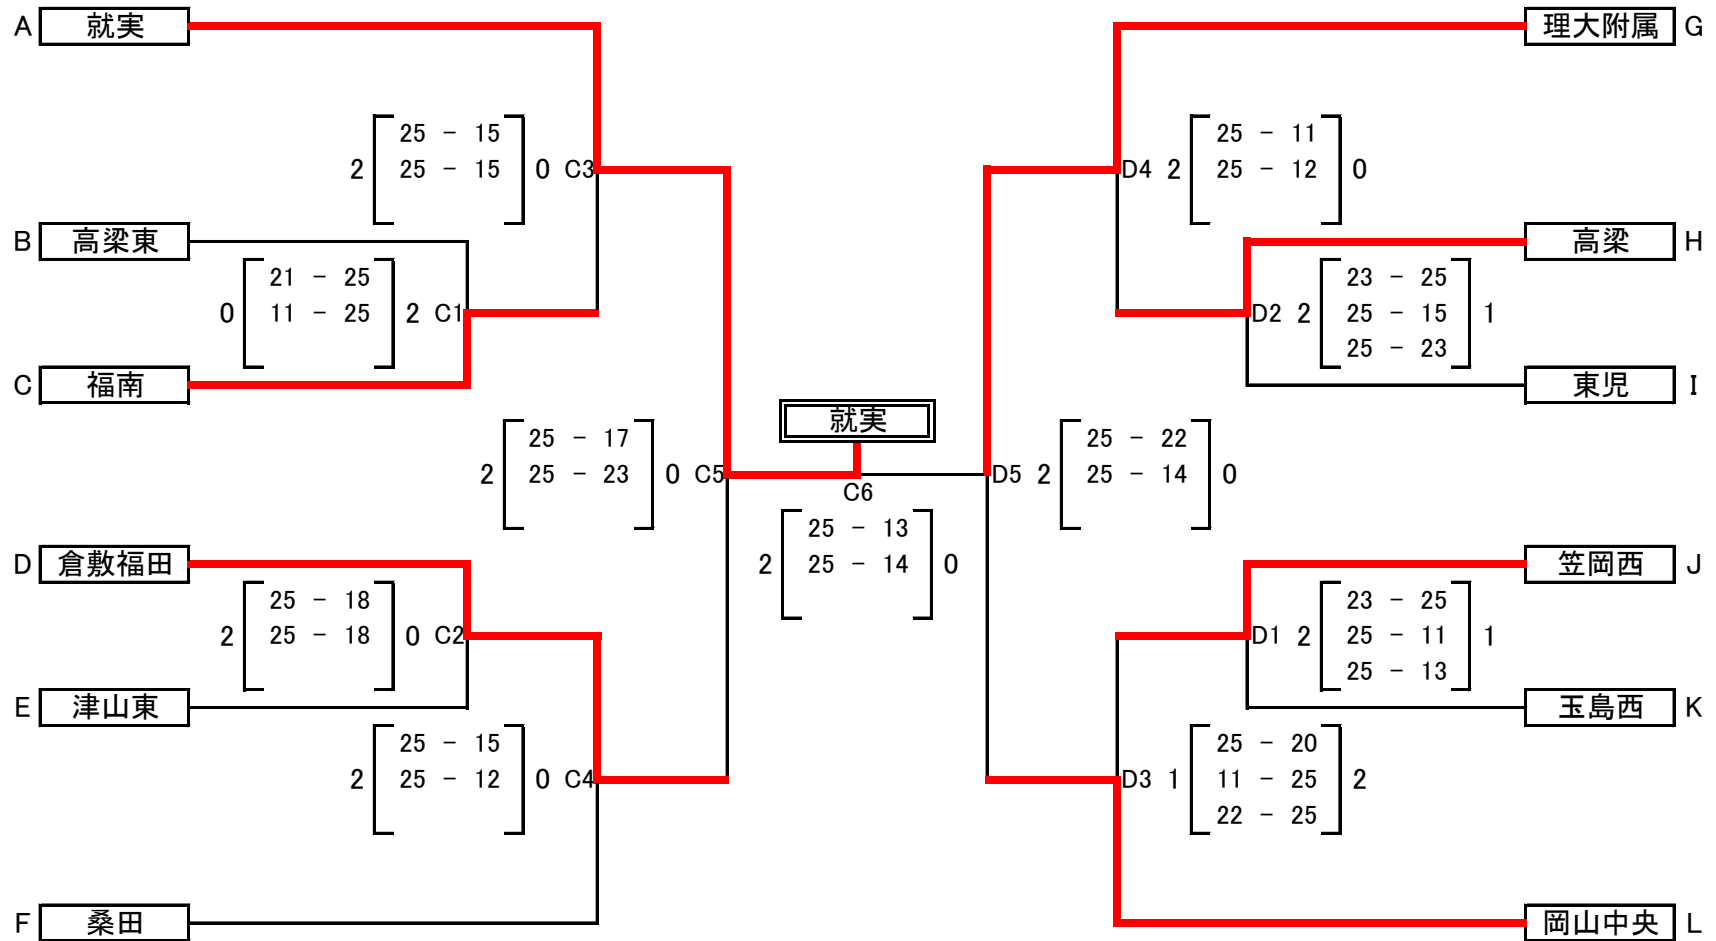 A 就実
理大附属 G
25 - 15
2 25 - 15 0 C3
25 - 11
D4 2 25 - 12 0
B 高梁東
高梁 H
21 - 25
0 11 - 25 2 C1
23 - 25
D2 2 25 - 15 1
25 - 23
C 福南
東児 I
就実
25 - 17
2 25 - 23 0 C5
25 - 22
D5 2 25 - 14 0
C6
25 - 13
2 25 - 14 0
D 倉敷福田
笠岡西 J
25 - 18
2 25 - 18 0 C2
23 - 25
D1 2 25 - 11 1
25 - 13
E 津山東
玉島西 K
25 - 15
2 25 - 12 0 C4
25 - 20
D3 1 11 - 25 2
22 - 25
F 桑田
岡山中央 L